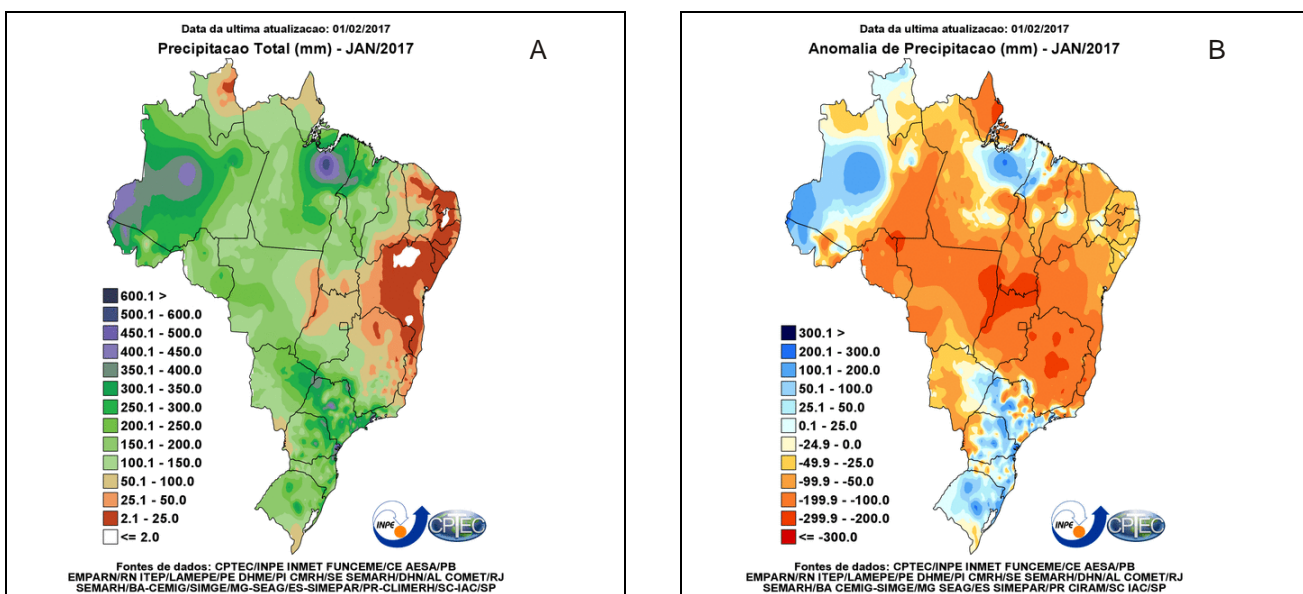 Data da ultima atualizacao: 01/02/2017
Precipitacao Total (mm) - JAN/2017
A
600.1 >
500.1 - 600.0
450.1 - 500.0
400.1 - 450.0
350.1 - 400.0
300.1 - 350.0
250.1 - 300.0
200.1 - 250.0
150.1 - 200.0
100.1 - 150.0
50.1 - 100.0
25.1 - 50.0
2.1 - 25.0
<= 2.0
INPE
CPTEC
Fontes de dados: CPTEC/INPE INMET FUNCEME/CE AESA/PB
EMPARN/RN ITEP/LAMEPE/PE DHME/PI CMRH/SE SEMARH/DHN/AL COMET/RJ
SEMARH/BA-CEMIG/SIMGE/MG-SEAG/ES-SIMEPAR/PR-CLIMERH/SC-IAC/SP
Data da ultima atualizacao: 01/02/2017
Anomalia de Precipitacao (mm) - JAN/2017
B
300.1 >
200.1 - 300.0
100.1 - 200.0
50.1 - 100.0
25.1 - 50.0
0.1 - 25.0
-24.9 - 0.0
-49.9 - -25.0
-99.9 - -50.0
-199.9 - -100.0
-299.9 - -200.0
<= -300.0
INPE
CPTEC
Fontes de dados: CPTEC/INPE INMET FUNCEME/CE AESA/PB
EMPARN/RN ITEP/LAMEPE/PE DHME/PI CMRH/SE SEMARH/DHN/AL COMET/RJ
SEMARH/BA CEMIG-SIMGE/MG SEAG/ES SIMEPAR/PR CIRAM/SC IAC/SP